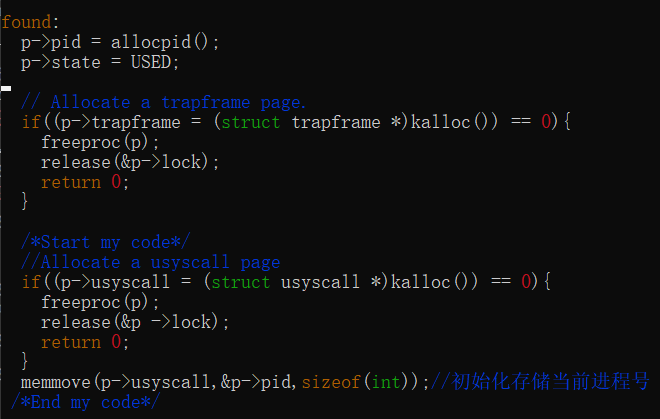 found:
  p->pid = allocpid();
  p->state = USED;

  // Allocate a trapframe page.
  if((p->trapframe = (struct trapframe *)kalloc()) == 0){
    freeproc(p);
    release(&p->lock);
    return 0;
  }

  /*Start my code*/
  //Allocate a usyscall page
  if((p->usyscall = (struct usyscall *)kalloc()) == 0){
    freeproc(p);
    release(&p ->lock);
    return 0;
  }
  memmove(p->usyscall,&p->pid,sizeof(int));//初始化存储当前进程号
 /*End my code*/